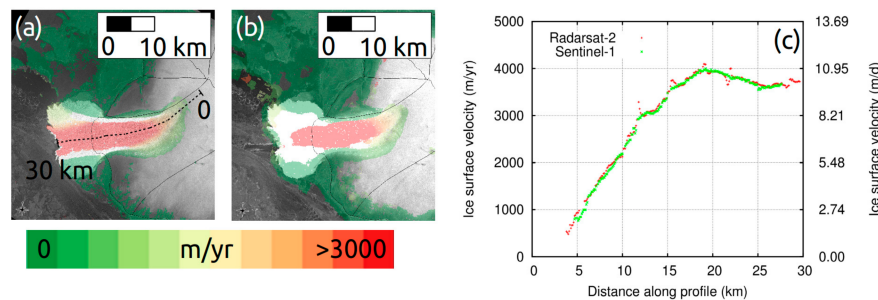 (a)
0 10 km
0
30 km
(b)
0 10 km
0 m/yr >3000
(c)
Radarsat-2
Sentinel-1
5000
4000
3000
2000
1000
0
Ice surface velocity (m/yr)
13.69
10.95
8.21
5.48
2.74
0.00
Ice surface velocity (m/d)
0 5 10 15 20 25 30
Distance along profile (km)